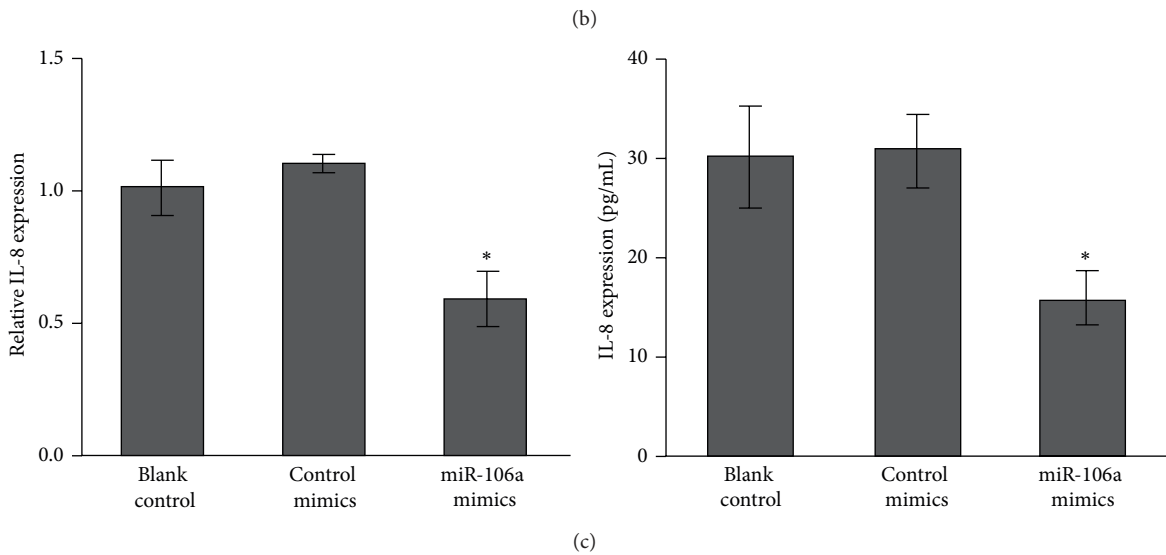 (b)
1.5
1.0
0.5
0.0
Relative IL-8 expression
*
Blank
control
Control
mimics
miR-106a
mimics
40
30
20
10
0
IL-8 expression (pg/mL)
*
Blank
control
Control
mimics
miR-106a
mimics
(c)